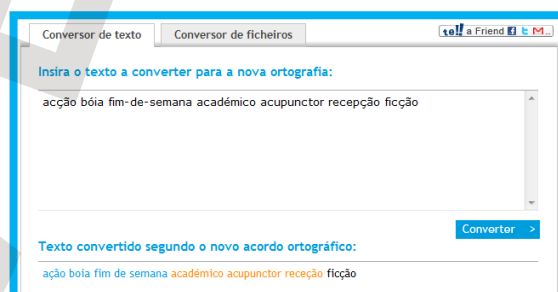 Conversor de texto Conversor de ficheiros tell a Friend
Insira o texto a converter para a nova ortografia:
acção bóia fim-de-semana académico acupunctor recepção ficção
Converter >
Texto convertido segundo o novo acordo ortográfico:
ação boia fim de semana académico acupunctor receção ficção